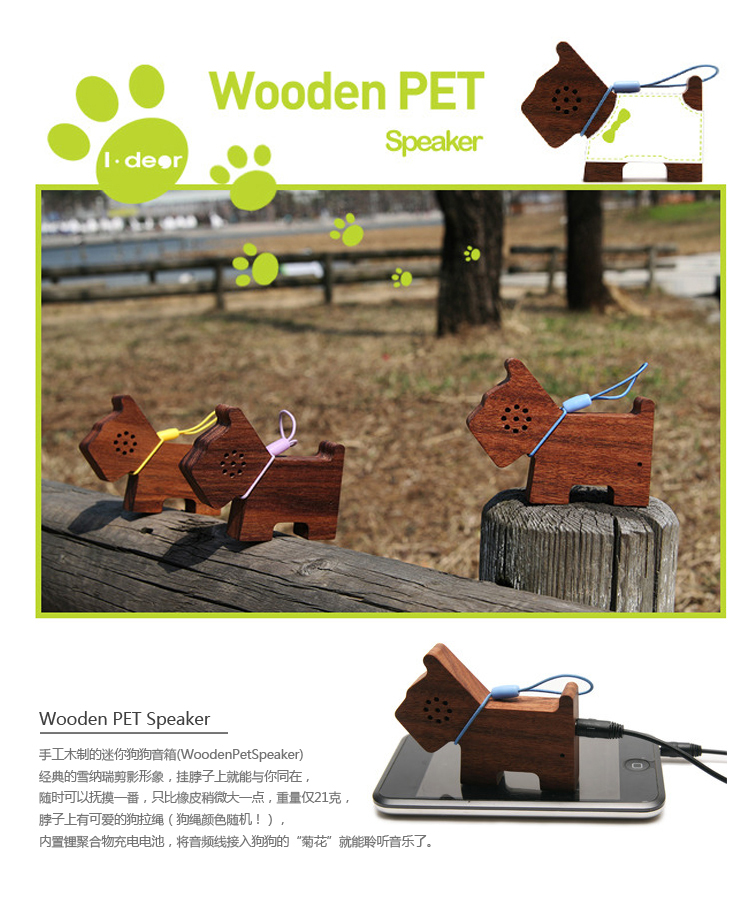 Wooden PET
Speaker
I·deər
Wooden PET Speaker
手工木制的迷你狗狗音箱(WoodenPetSpeaker)
经典的雪纳瑞剪影形象，挂脖子上就能与你同在，
随时可以抚摸一番，只比橡皮稍微大一点，重量仅21克，
脖子上有可爱的狗拉绳（狗绳颜色随机！），
内置锂聚合物充电电池，将音频线接入狗狗的“菊花”就能聆听音乐了。